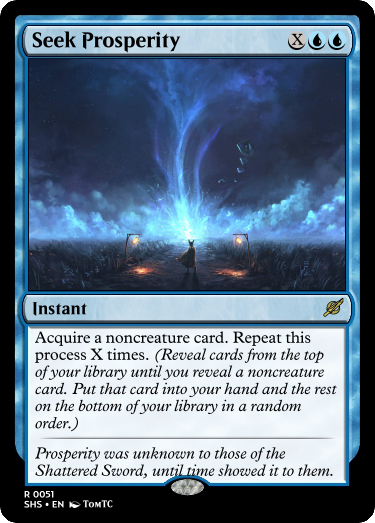 Seek Prosperity X
Instant
Acquire a noncreature card. Repeat this
process X times. (Reveal cards from the top
of your library until you reveal a noncreature
card. Put that card into your hand and the rest
on the bottom of your library in a random
order.)
Prosperity was unknown to those of the
Shattered Sword, until time showed it to them.
R 0051
SHS • EN TomTC